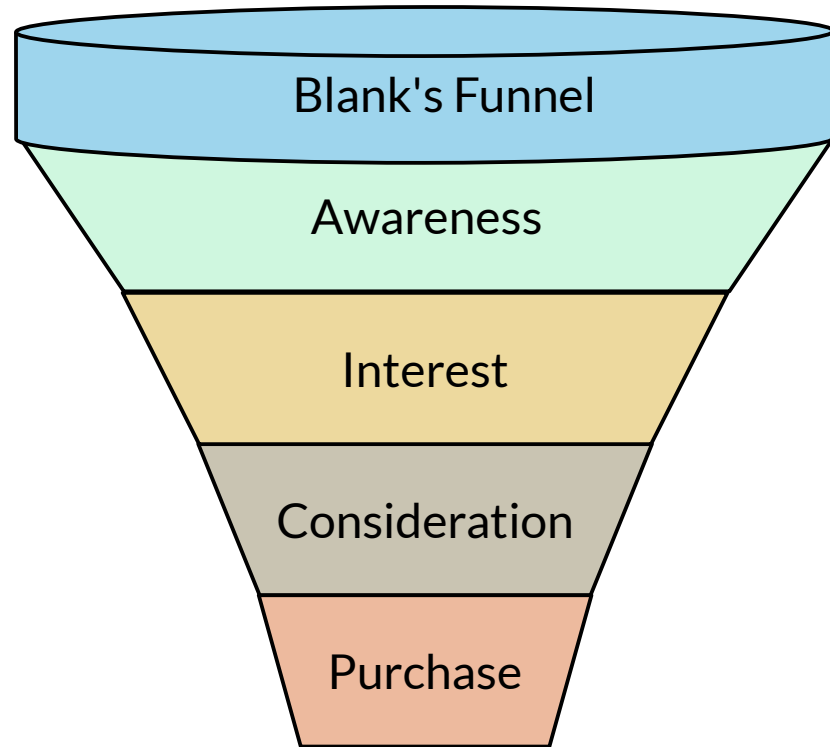 Blank's Funnel
Awareness
Interest
Consideration
Purchase